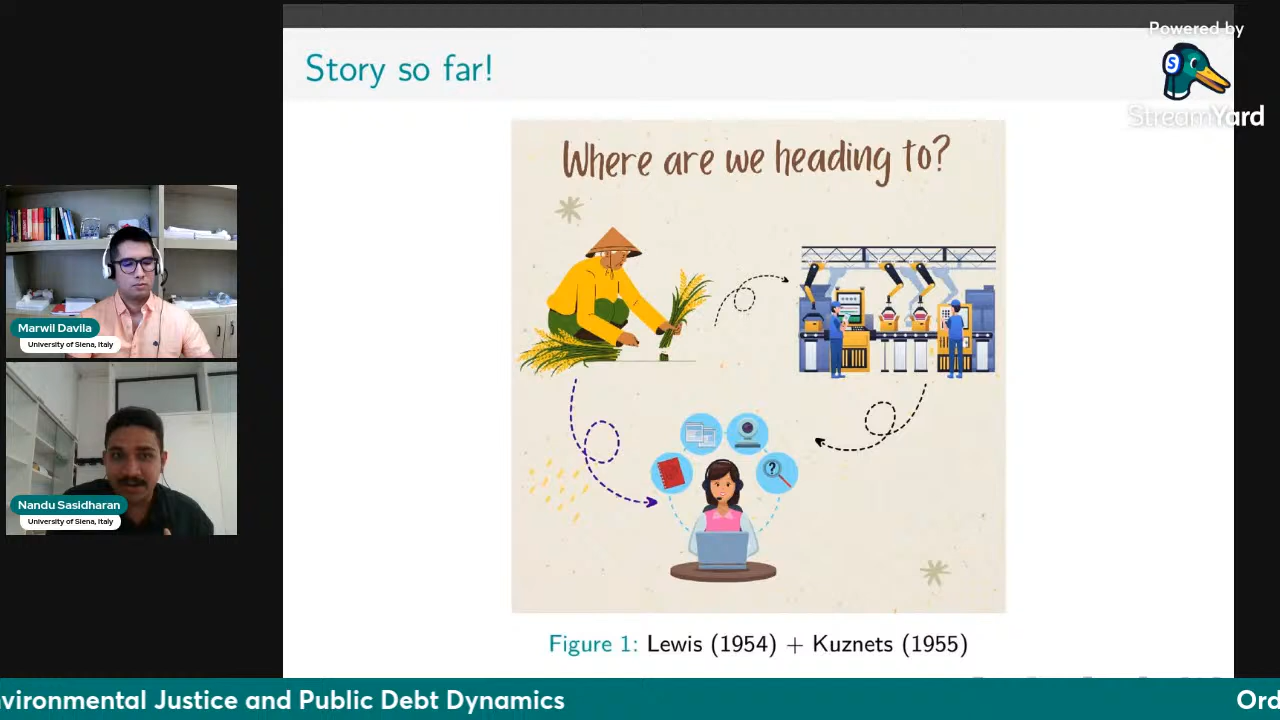 Story so far!
Powered by
StreamYard
Where are we heading to?
Marwil Davila
University of Siena, Italy
Nandu Sasidharan
University of Siena, Italy
Figure 1: Lewis (1954) + Kuznets (1955)
nvironmental Justice and Public Debt Dynamics
Ord